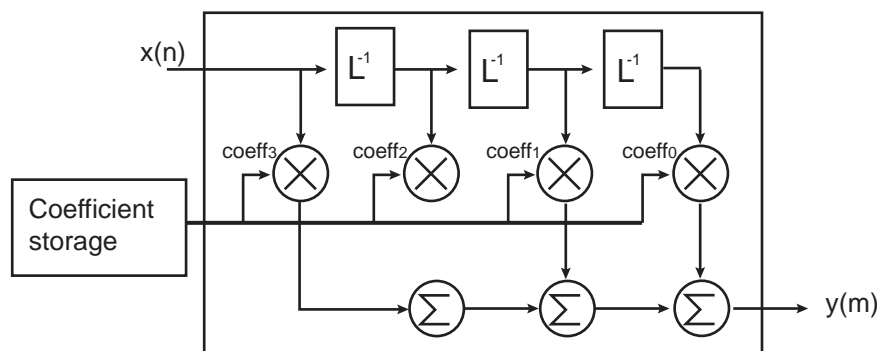 x(n)
L⁻¹
L⁻¹
L⁻¹
coeff₃
coeff₂
coeff₁
coeff₀
Coefficient
storage
Σ
Σ
Σ
y(m)